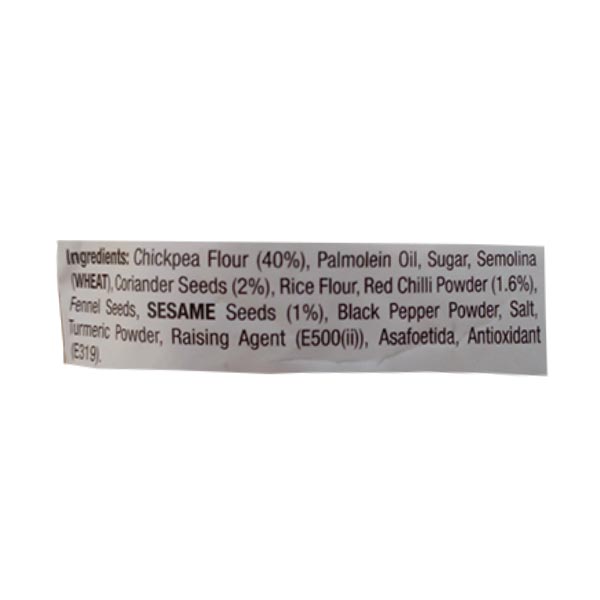 Ingredients: Chickpea Flour (40%), Palmolein Oil, Sugar, Semolina
(WHEAT), Coriander Seeds (2%), Rice Flour, Red Chilli Powder (1.6%),
Fennel Seeds, SESAME Seeds (1%), Black Pepper Powder, Salt,
Turmeric Powder, Raising Agent (E500(ii)), Asafoetida, Antioxidant
(E319).